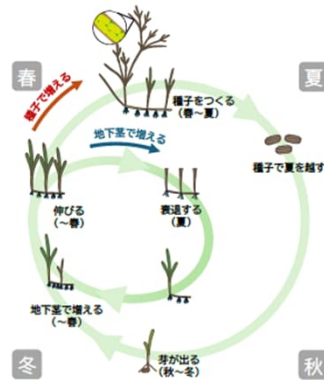 春
夏
種子で増える
種子をつくる
(春～夏)
地下茎で増える
種子で夏を越す
伸びる
(～春)
衰退する
(夏)
地下茎で増える
(～春)
芽が出る
(秋～冬)
冬
秋